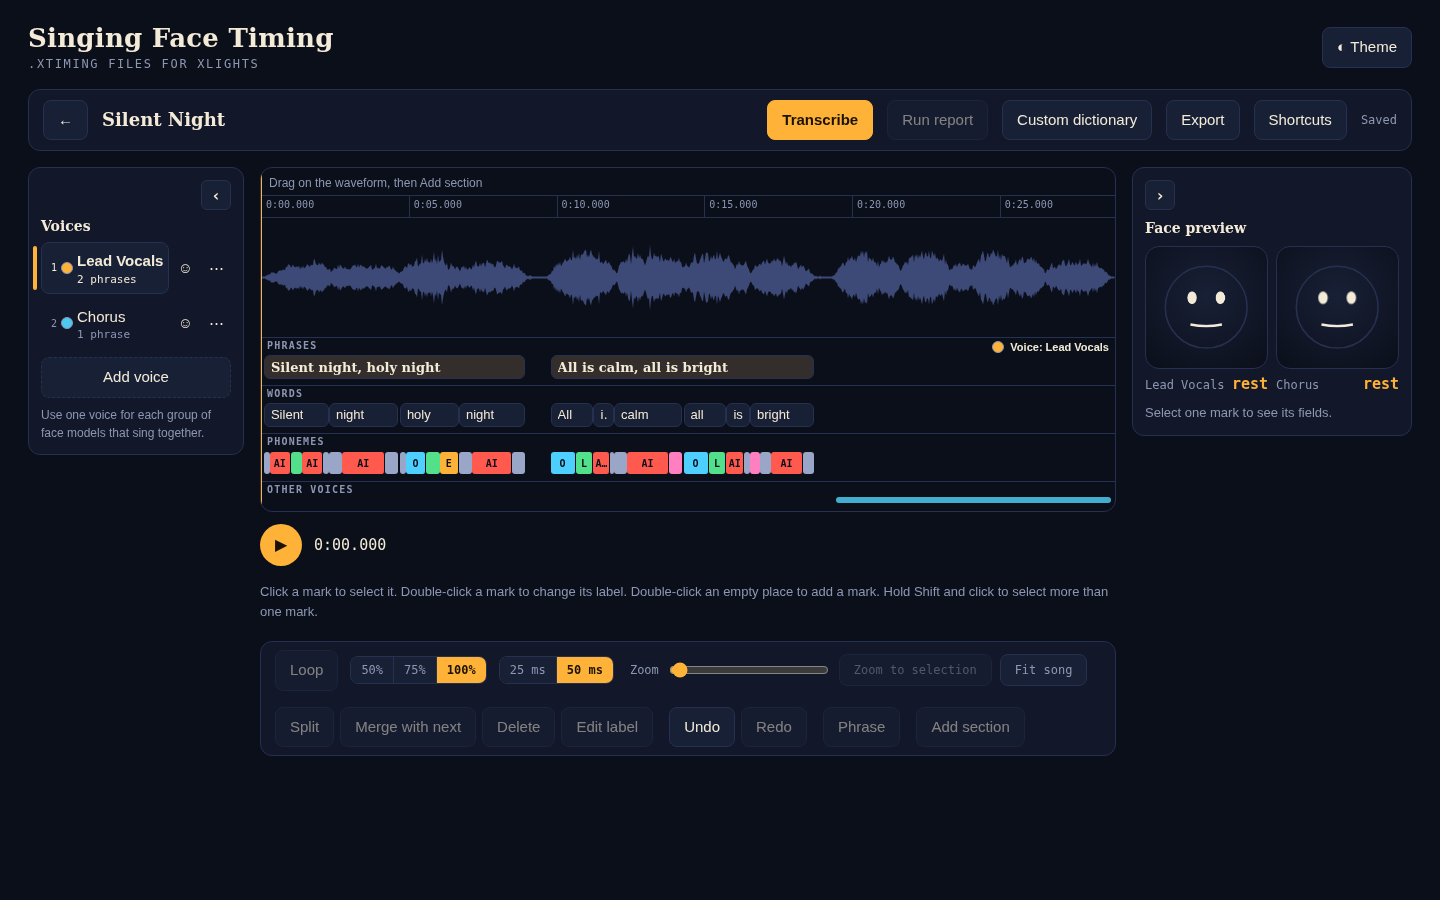 Singing Face Timing
.XTIMING FILES FOR XLIGHTS
Theme
←
Silent Night
Transcribe
Run report
Custom dictionary
Export
Shortcuts
Saved
Voices
1
Lead Vocals
2 phrases
2
Chorus
1 phrase
Add voice
Use one voice for each group of
face models that sing together.
Drag on the waveform, then Add section
0:00.000 0:05.000 0:10.000 0:15.000 0:20.000 0:25.000
PHRASES
Voice: Lead Vocals
Silent night, holy night All is calm, all is bright
WORDS
Silent night holy night All i. calm all is bright
PHONEMES
AI AI AI O E AI O L A… AI O L AI AI
OTHER VOICES
0:00.000
Click a mark to select it. Double-click a mark to change its label. Double-click an empty place to add a mark. Hold Shift and click to select more than
one mark.
Loop 50% 75% 100% 25 ms 50 ms Zoom Zoom to selection Fit song
Split Merge with next Delete Edit label Undo Redo Phrase Add section
Face preview
Lead Vocals rest Chorus rest
Select one mark to see its fields.